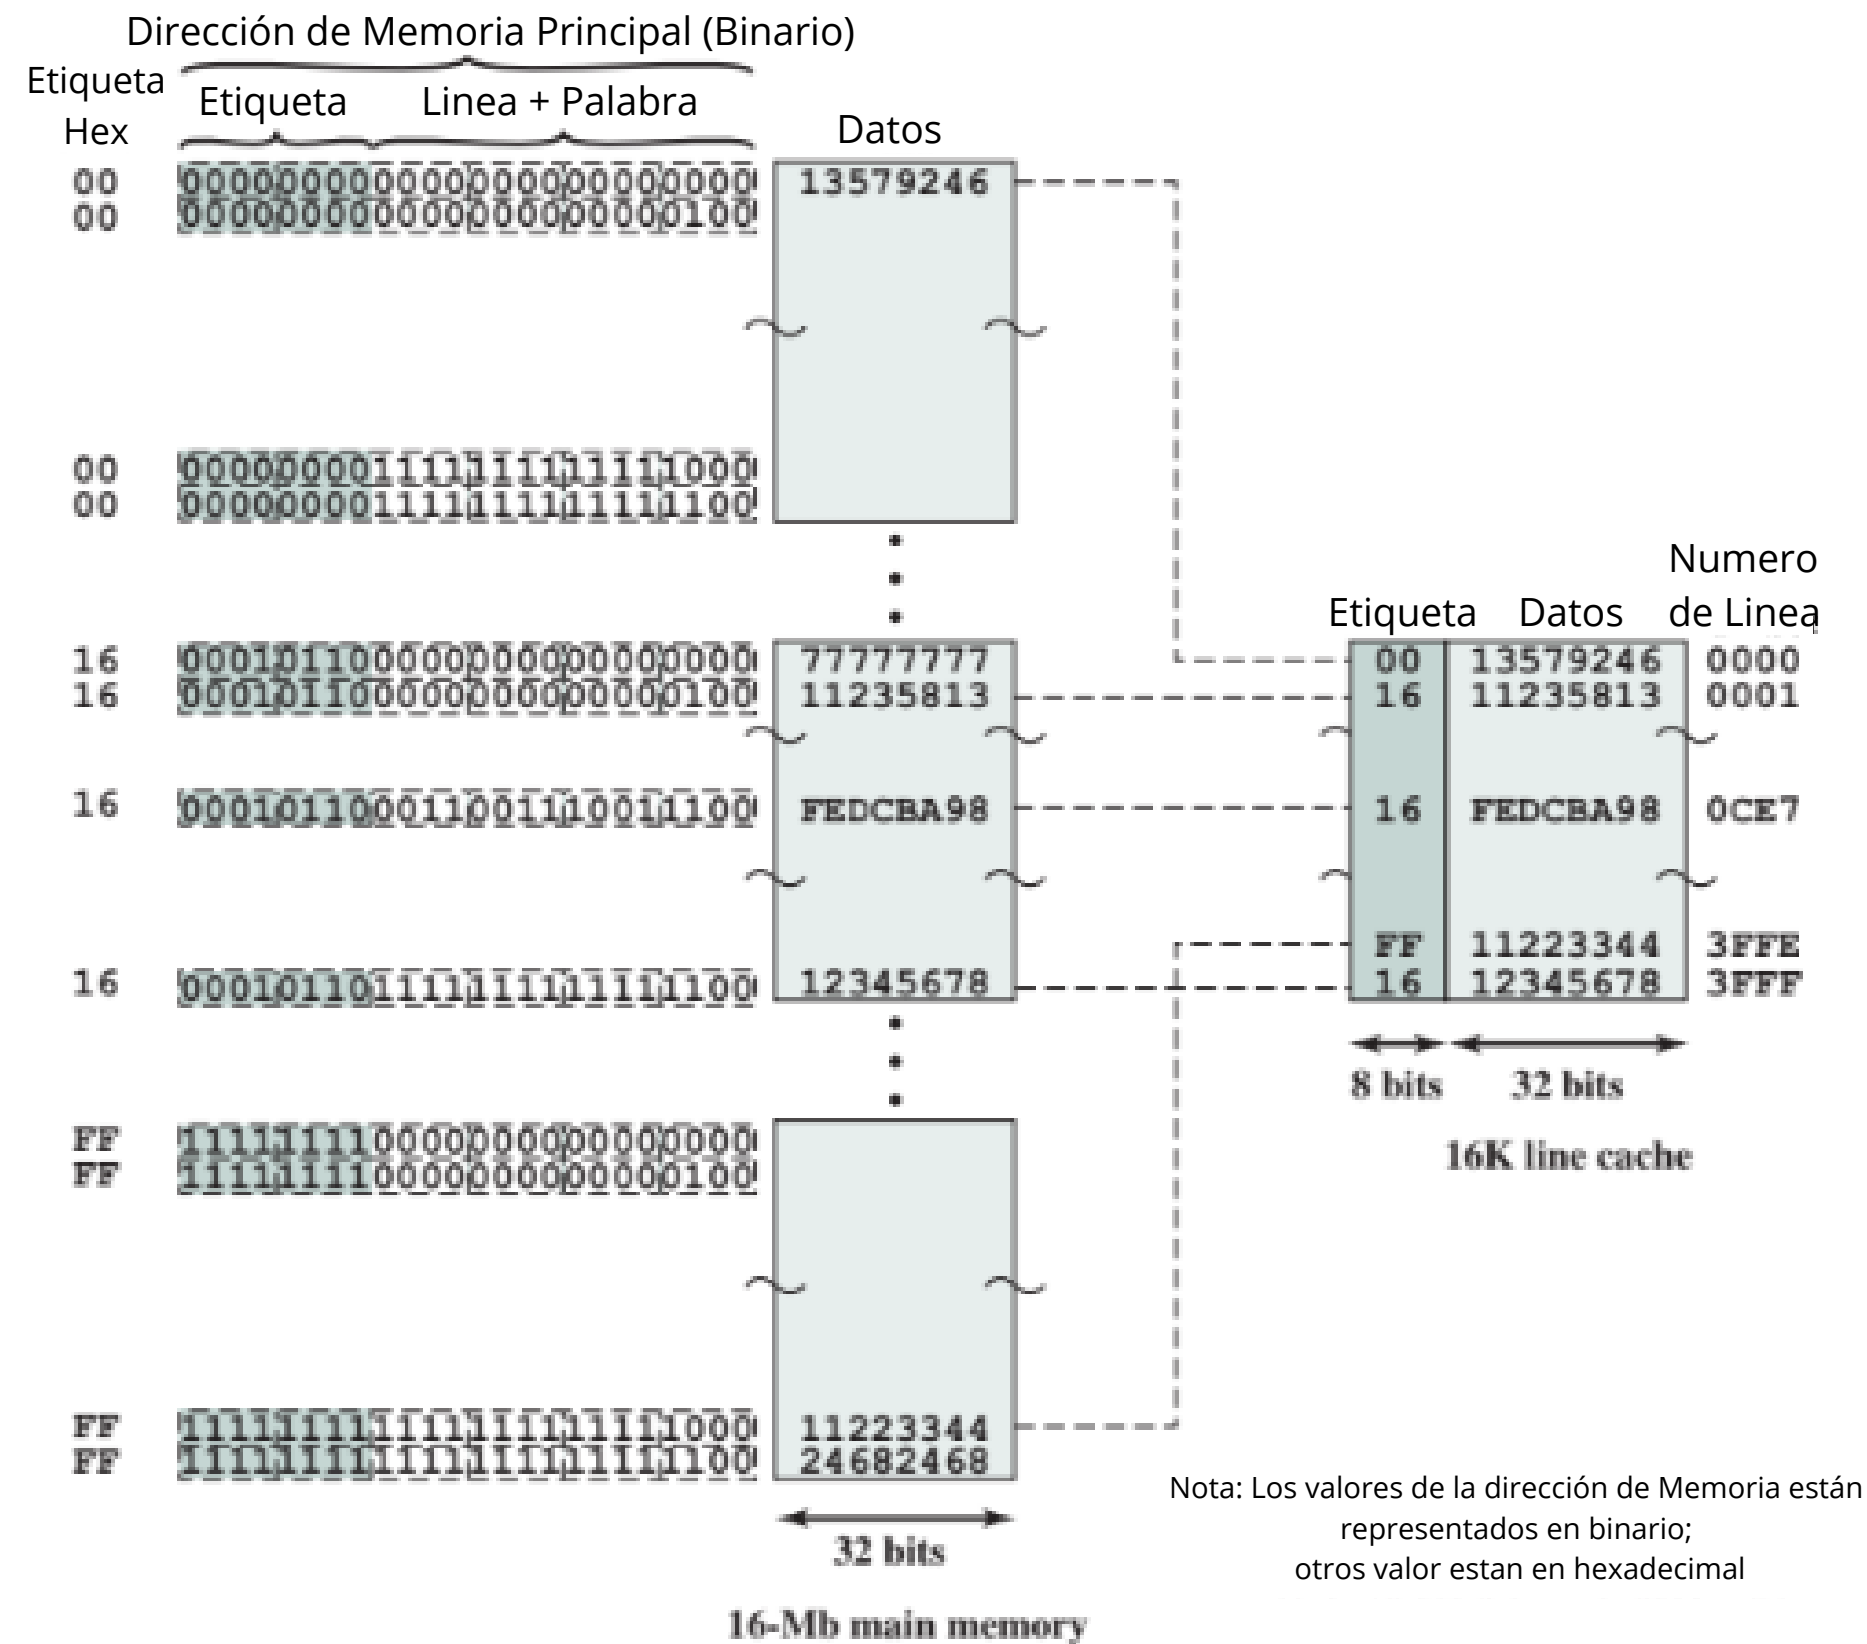 Dirección de Memoria Principal (Binario)
Etiqueta
Hex
Etiqueta Linea + Palabra
Datos
00 000000000000000000000000 13579246
00 000000000000000000000100
00 000000001111111111111000
00 000000001111111111111100
Numero
de Linea
Etiqueta Datos
16 000101100000000000000000 77777777
16 000101100000000000000100 11235813
00 13579246 0000
16 11235813 0001
16 000101100011001110011100 FEDCBA98
16 FEDCBA98 0CE7
FF 11223344 3FFE
16 000101101111111111111100 12345678
16 12345678 3FFF
8 bits 32 bits
16K line cache
FF 111111110000000000000000
FF 111111110000000000000100
FF 111111111111111111111000 11223344
FF 111111111111111111111100 24682468
32 bits
16-Mb main memory
Nota: Los valores de la dirección de Memoria están
representados en binario;
otros valor estan en hexadecimal